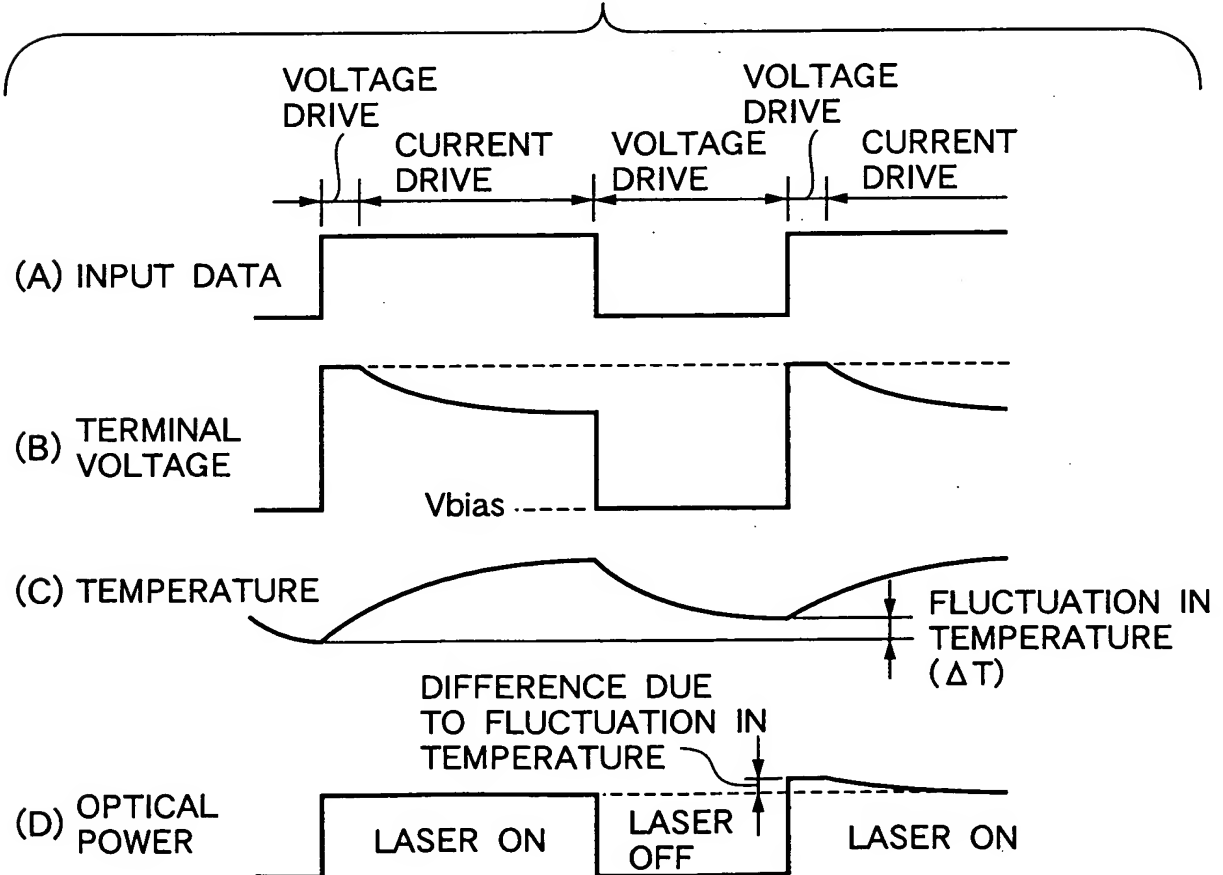 VOLTAGE
DRIVE
CURRENT
DRIVE
VOLTAGE
DRIVE
VOLTAGE
DRIVE
CURRENT
DRIVE
(A) INPUT DATA
(B) TERMINAL
VOLTAGE
Vbias
(C) TEMPERATURE
FLUCTUATION IN
TEMPERATURE
(ΔT)
DIFFERENCE DUE
TO FLUCTUATION IN
TEMPERATURE
(D) OPTICAL
POWER
LASER ON
LASER
OFF
LASER ON